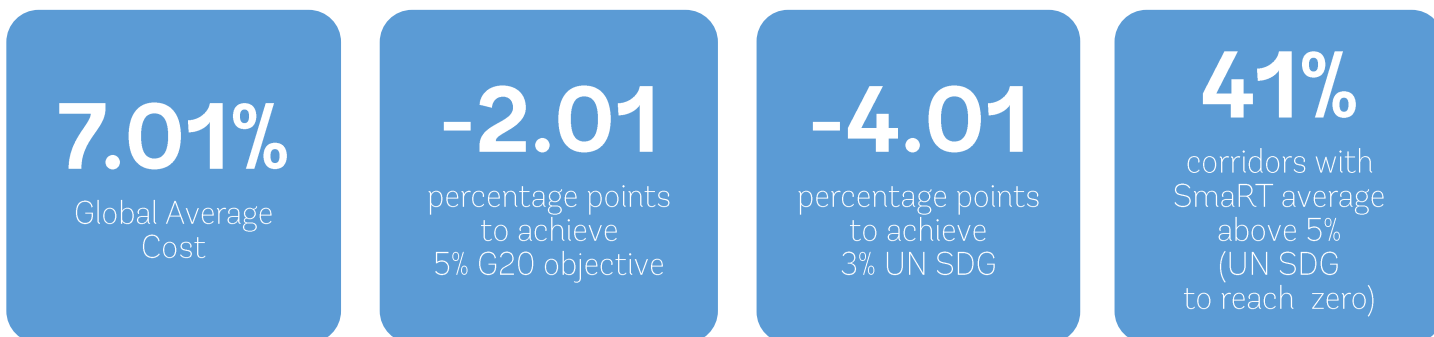 7.01%
Global Average
Cost
-2.01
percentage points
to achieve
5% G20 objective
-4.01
percentage points
to achieve
3% UN SDG
41%
corridors with
SmaRT average
above 5%
(UN SDG
to reach zero)